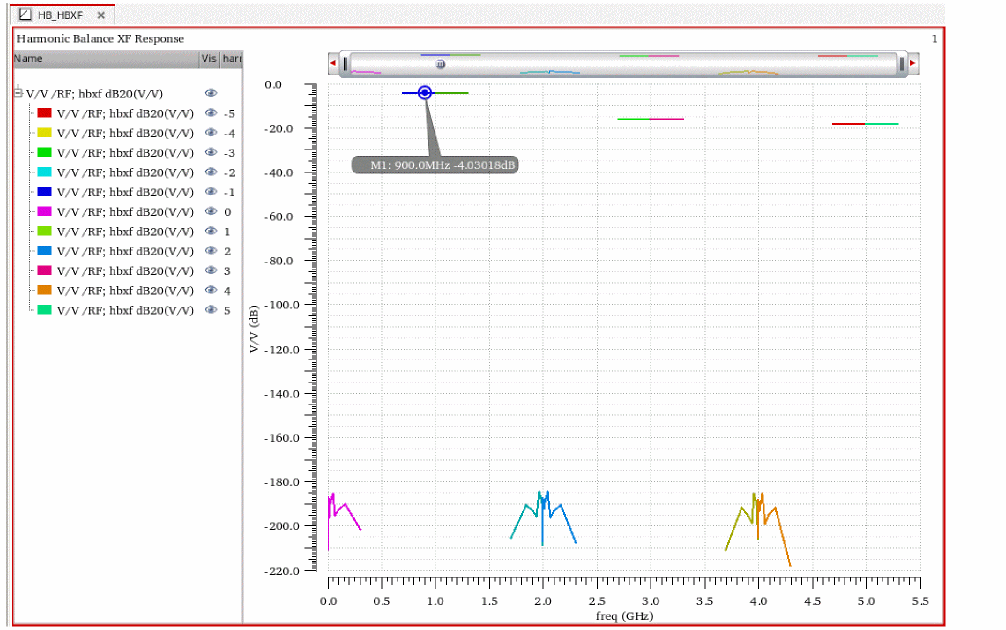 HB_HBXF
Harmonic Balance XF Response
1
Name Vis harı
V/V /RF; hbxf dB20(V/V)
V/V /RF; hbxf dB20(V/V) -5
V/V /RF; hbxf dB20(V/V) -4
V/V /RF; hbxf dB20(V/V) -3
V/V /RF; hbxf dB20(V/V) -2
V/V /RF; hbxf dB20(V/V) -1
V/V /RF; hbxf dB20(V/V) 0
V/V /RF; hbxf dB20(V/V) 1
V/V /RF; hbxf dB20(V/V) 2
V/V /RF; hbxf dB20(V/V) 3
V/V /RF; hbxf dB20(V/V) 4
V/V /RF; hbxf dB20(V/V) 5
V/V (dB)
0.0
-20.0
-40.0
-60.0
-80.0
-100.0
-120.0
-140.0
-160.0
-180.0
-200.0
-220.0
M1: 900.0MHz -4.03018dB
0.0 0.5 1.0 1.5 2.0 2.5 3.0 3.5 4.0 4.5 5.0 5.5
freq (GHz)